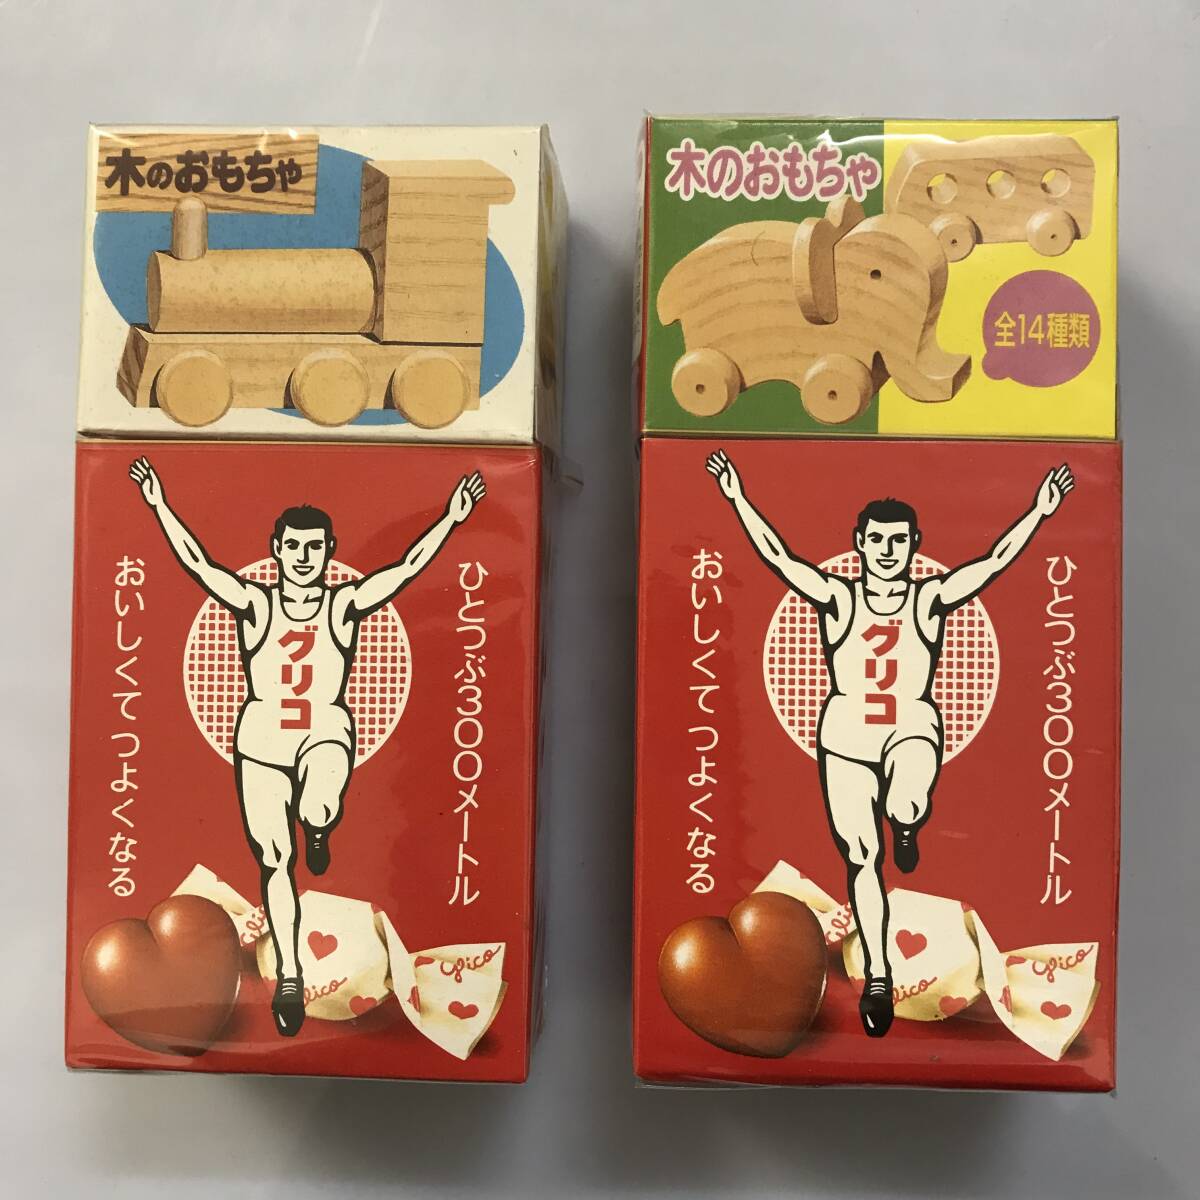 木のおもちゃ
ひとつぶ300メートル
グリコ
おいしくてつよくなる
glico
glico
木のおもちゃ
全14種類
ひとつぶ300メートル
グリコ
おいしくてつよくなる
Glico
glico
glico